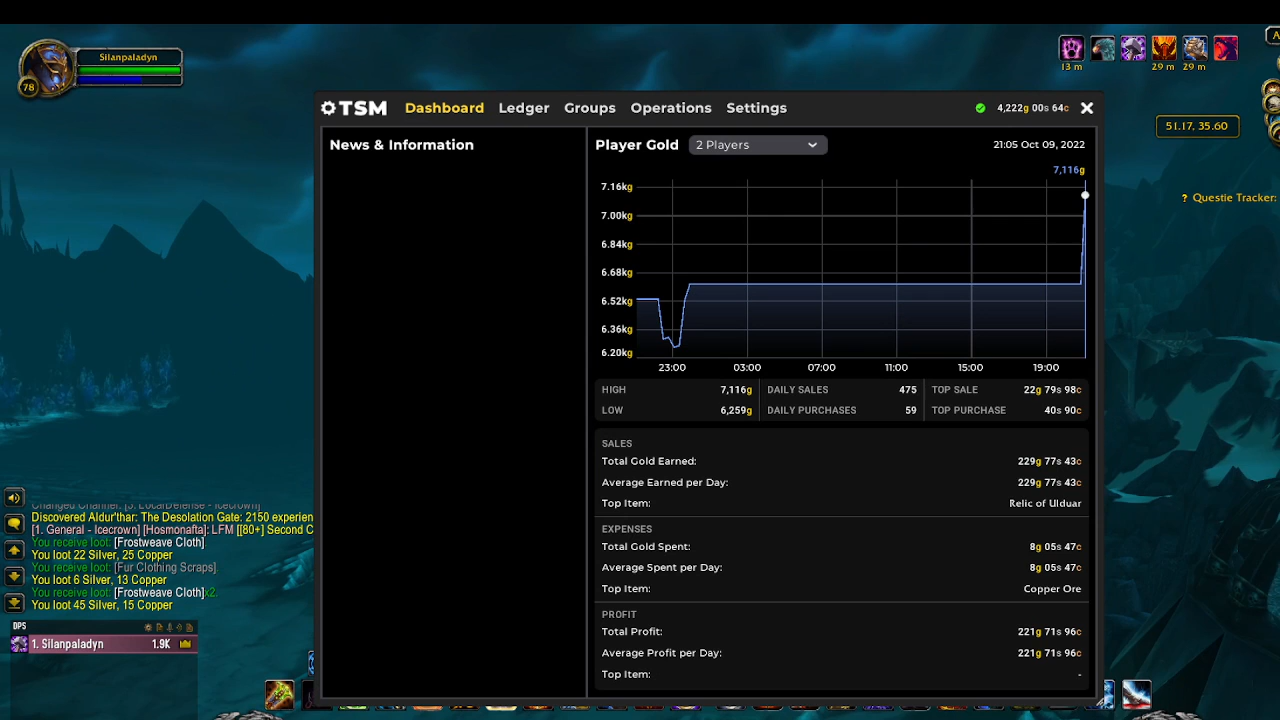 Silanpaladyn
78
13 m
29 m
29 m
TSM
Dashboard
Ledger
Groups
Operations
Settings
4,222g 00s 64c
51.17, 35.60
? Questie Tracker:
News & Information
Player Gold
2 Players
21:05 Oct 09, 2022
7,116g
7.16kg
7.00kg
6.84kg
6.68kg
6.52kg
6.36kg
6.20kg
23:00
03:00
07:00
11:00
15:00
19:00
HIGH 7,116g
DAILY SALES 475
TOP SALE 22g 79s 98c
LOW 6,259g
DAILY PURCHASES 59
TOP PURCHASE 40s 90c
SALES
Total Gold Earned: 229g 77s 43c
Average Earned per Day: 229g 77s 43c
Top Item: Relic of Ulduar
EXPENSES
Total Gold Spent: 8g 05s 47c
Average Spent per Day: 8g 05s 47c
Top Item: Copper Ore
PROFIT
Total Profit: 221g 71s 96c
Average Profit per Day: 221g 71s 96c
Top Item: -
Changed Channel: [3. LocalDefense - Icecrown]
Discovered Aldur'thar: The Desolation Gate: 2150 experien
[1. General - Icecrown] [Hosmonafta]: LFM [[80+] Second C
You receive loot: [Frostweave Cloth].
You loot 22 Silver, 25 Copper
You receive loot: [Fur Clothing Scraps].
You loot 6 Silver, 13 Copper
You receive loot: [Frostweave Cloth]x2.
You loot 45 Silver, 15 Copper
DPS
1. Silanpaladyn 1.9K